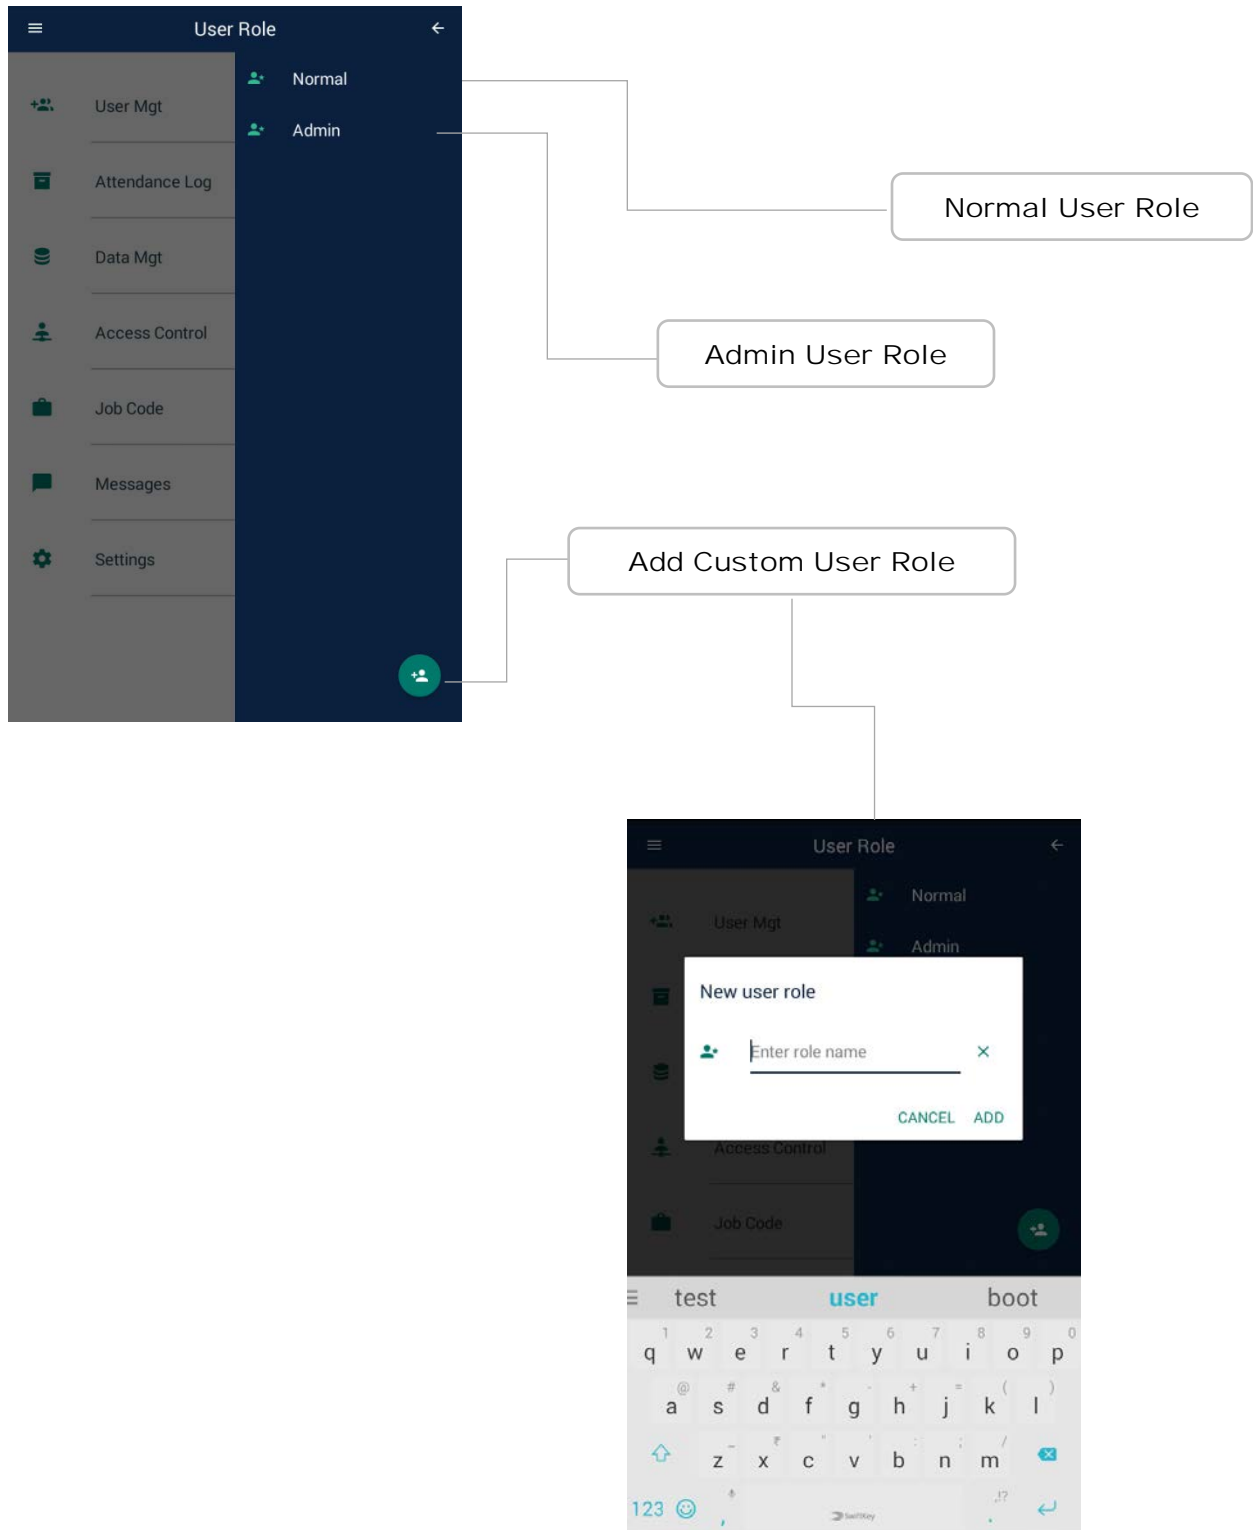 User Role
Normal
User Mgt
Admin
Attendance Log
Normal User Role
Data Mgt
Access Control
Admin User Role
Job Code
Messages
Add Custom User Role
Settings
User Role
Normal
User Mgt
Admin
New user role
Enter role name
CANCEL ADD
Access Control
Job Code
test user boot
1 2 3 4 5 6 7 8 9 0
q w e r t y u i o p
@ # & * - + = ( )
a s d f g h j k l
_ ₹ " ' : ; /
z x c v b n m
123 , SwiftKey ,!? .